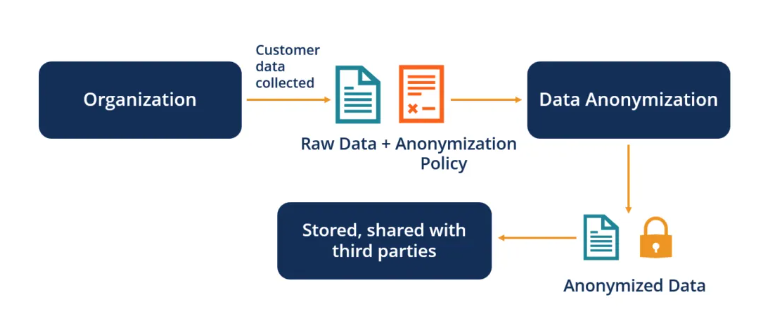 Customer
data
collected
Organization
Data Anonymization
Raw Data + Anonymization
Policy
Stored, shared with
third parties
Anonymized Data